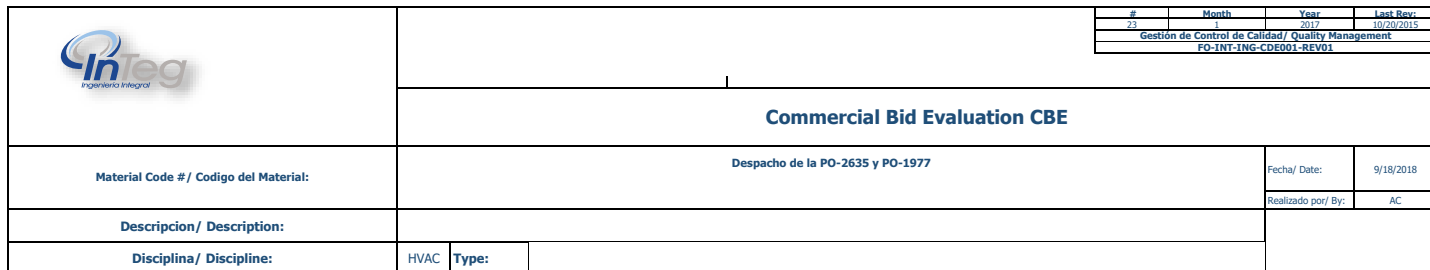 InTeg
Ingeniería Integral
# Month Year Last Rev:
23 1 2017 10/20/2015
Gestión de Control de Calidad/ Quality Management
FO-INT-ING-CDE001-REV01
Commercial Bid Evaluation CBE
Material Code #/ Codigo del Material:
Despacho de la PO-2635 y PO-1977
Fecha/ Date: 9/18/2018
Realizado por/ By: AC
Descripcion/ Description:
Disciplina/ Discipline: HVAC Type: